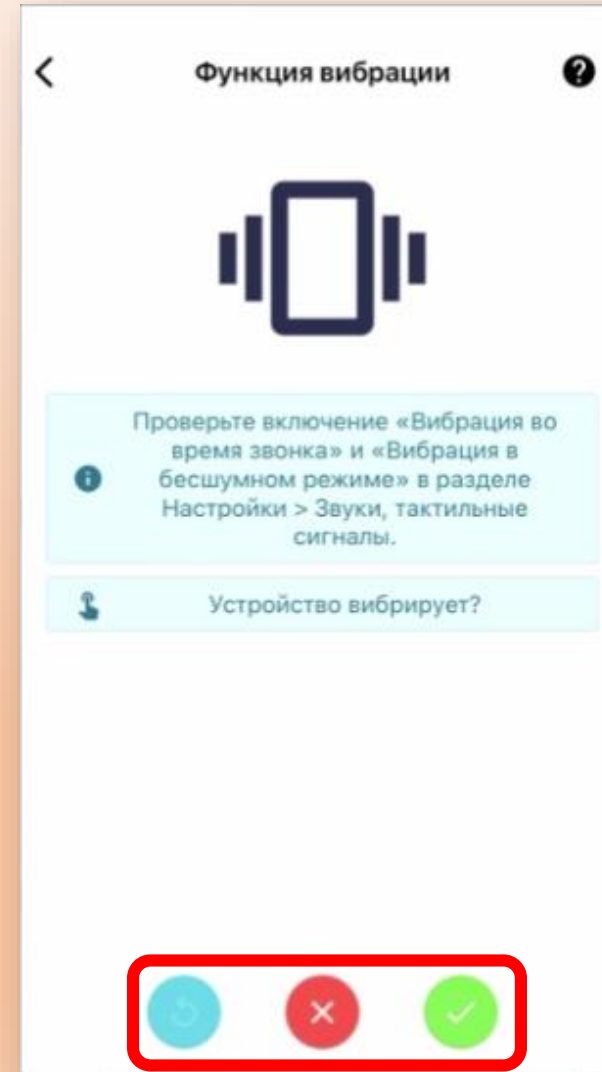 Функция вибрации
Проверьте включение «Вибрация во
время звонка» и «Вибрация в
бесшумном режиме» в разделе
Настройки > Звуки, тактильные
сигналы.
Устройство вибрирует?